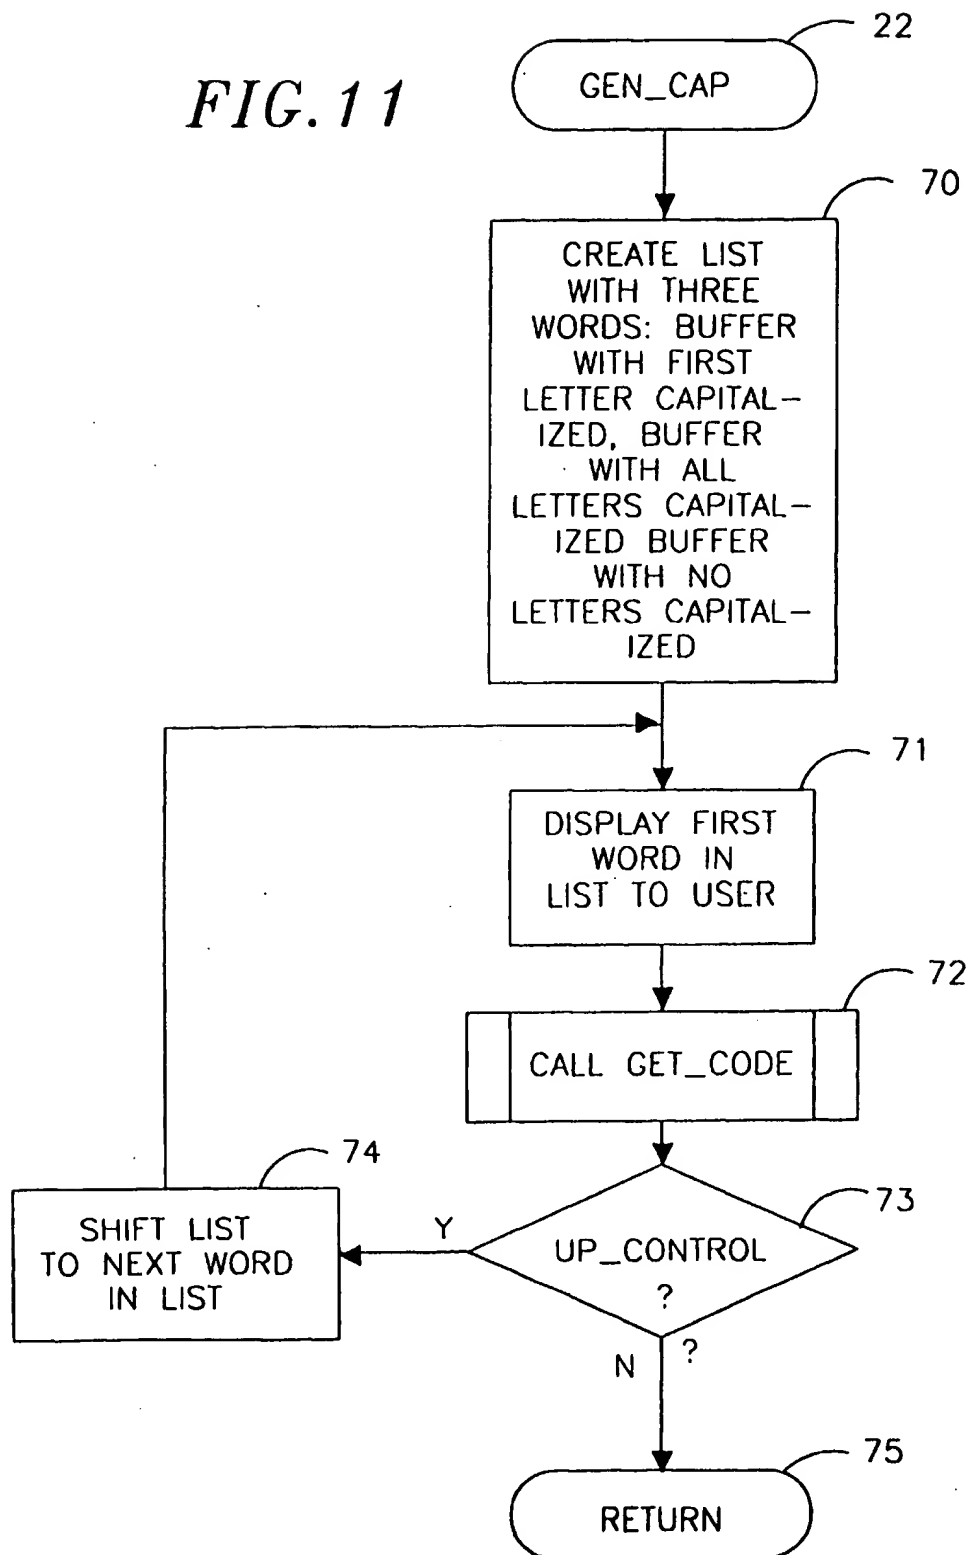 FIG. 11
22
GEN_CAP
70
CREATE LIST
WITH THREE
WORDS: BUFFER
WITH FIRST
LETTER CAPITAL-
IZED, BUFFER
WITH ALL
LETTERS CAPITAL-
IZED BUFFER
WITH NO
LETTERS CAPITAL-
IZED
71
DISPLAY FIRST
WORD IN
LIST TO USER
72
CALL GET_CODE
73
UP_CONTROL
?
Y
74
SHIFT LIST
TO NEXT WORD
IN LIST
N
?
75
RETURN